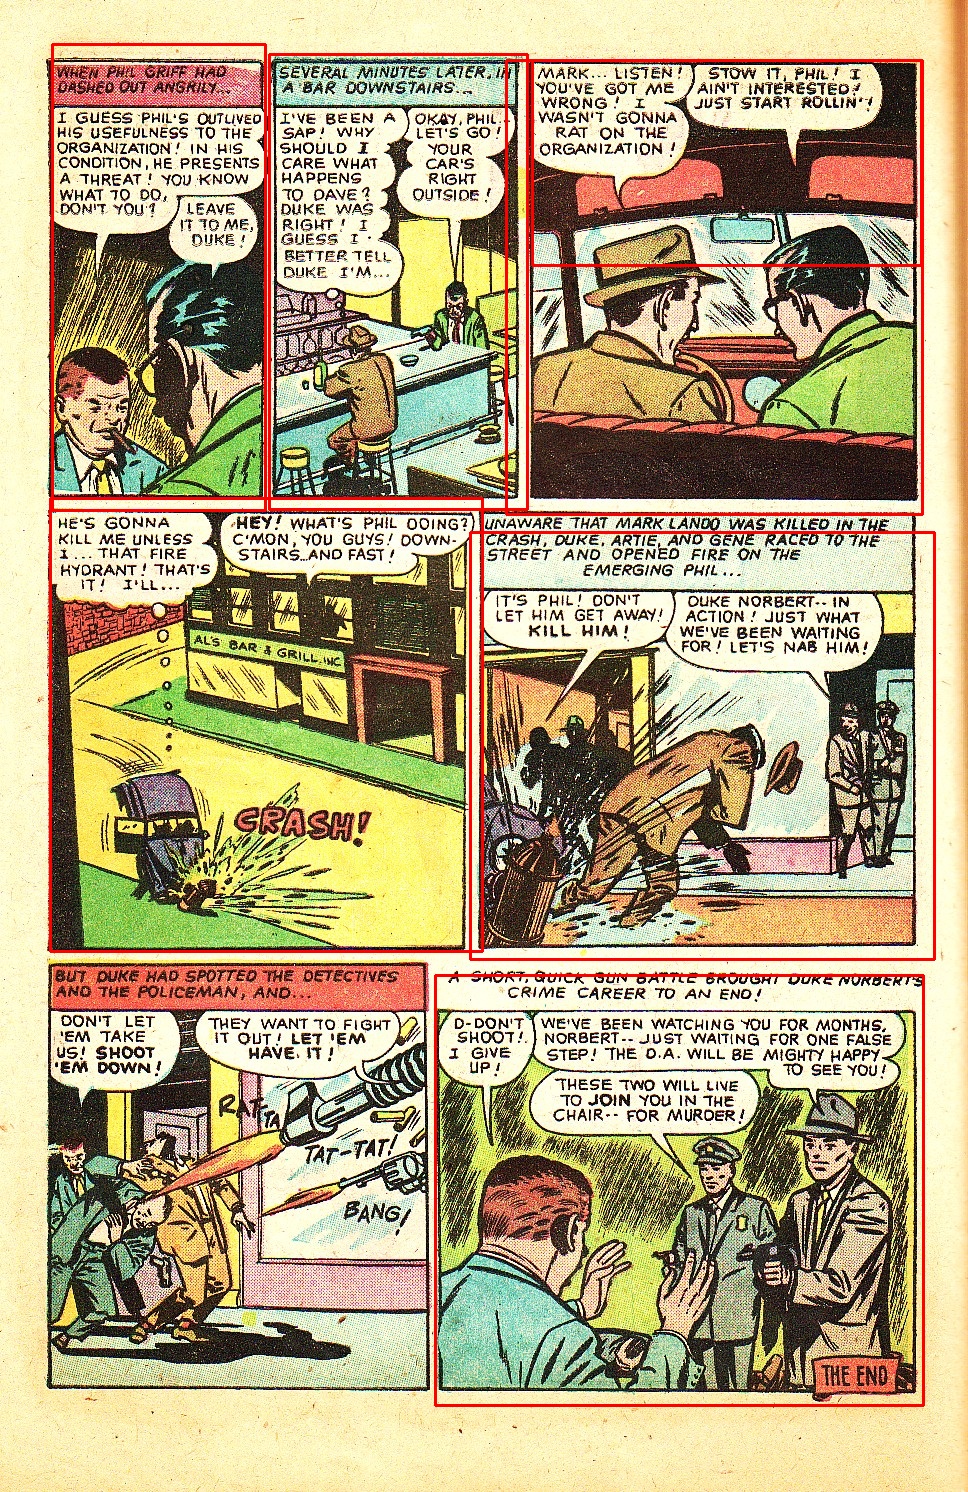 WHEN PHIL GRIFF HAD
DASHED OUT ANGRILY...
I GUESS PHIL'S OUTLIVED
HIS USEFULNESS TO THE
ORGANIZATION! IN HIS
CONDITION, HE PRESENTS
A THREAT! YOU KNOW
WHAT TO DO,
DON'T YOU?
LEAVE
IT TO ME,
DUKE!
SEVERAL MINUTES LATER, IN
A BAR DOWNSTAIRS...
I'VE BEEN A
SAP! WHY
SHOULD I
CARE WHAT
HAPPENS
TO DAVE?
DUKE WAS
RIGHT! I
GUESS I
BETTER TELL
DUKE I'M...
OKAY, PHIL.
LET'S GO!
YOUR
CAR'S
RIGHT
OUTSIDE!
MARK... LISTEN!
YOU'VE GOT ME
WRONG! I
WASN'T GONNA
RAT ON THE
ORGANIZATION!
STOW IT, PHIL! I
AIN'T INTERESTED!
JUST START ROLLIN'!
HE'S GONNA
KILL ME UNLESS
I... THAT FIRE
HYDRANT! THAT'S
IT! I'LL...
HEY! WHAT'S PHIL DOING?
C'MON, YOU GUYS! DOWN-
STAIRS...AND FAST!
AL'S BAR & GRILL. INC
CRASH!
UNAWARE THAT MARK LANDO WAS KILLED IN THE
CRASH, DUKE, ARTIE, AND GENE RACED TO THE
STREET AND OPENED FIRE ON THE
EMERGING PHIL...
IT'S PHIL! DON'T
LET HIM GET AWAY!
KILL HIM!
DUKE NORBERT-- IN
ACTION! JUST WHAT
WE'VE BEEN WAITING
FOR! LET'S NAB HIM!
BUT DUKE HAD SPOTTED THE DETECTIVES
AND THE POLICEMAN, AND...
DON'T LET
'EM TAKE
US! SHOOT
'EM DOWN!
THEY WANT TO FIGHT
IT OUT! LET 'EM
HAVE IT!
RAT-TA
TAT-TAT!
BANG!
A SHORT, QUICK GUN BATTLE BROUGHT DUKE NORBERT'S
CRIME CAREER TO AN END!
D-DON'T
SHOOT!
I GIVE
UP!
WE'VE BEEN WATCHING YOU FOR MONTHS,
NORBERT-- JUST WAITING FOR ONE FALSE
STEP! THE D.A. WILL BE MIGHTY HAPPY
TO SEE YOU!
THESE TWO WILL LIVE
TO JOIN YOU IN THE
CHAIR-- FOR MURDER!
THE END